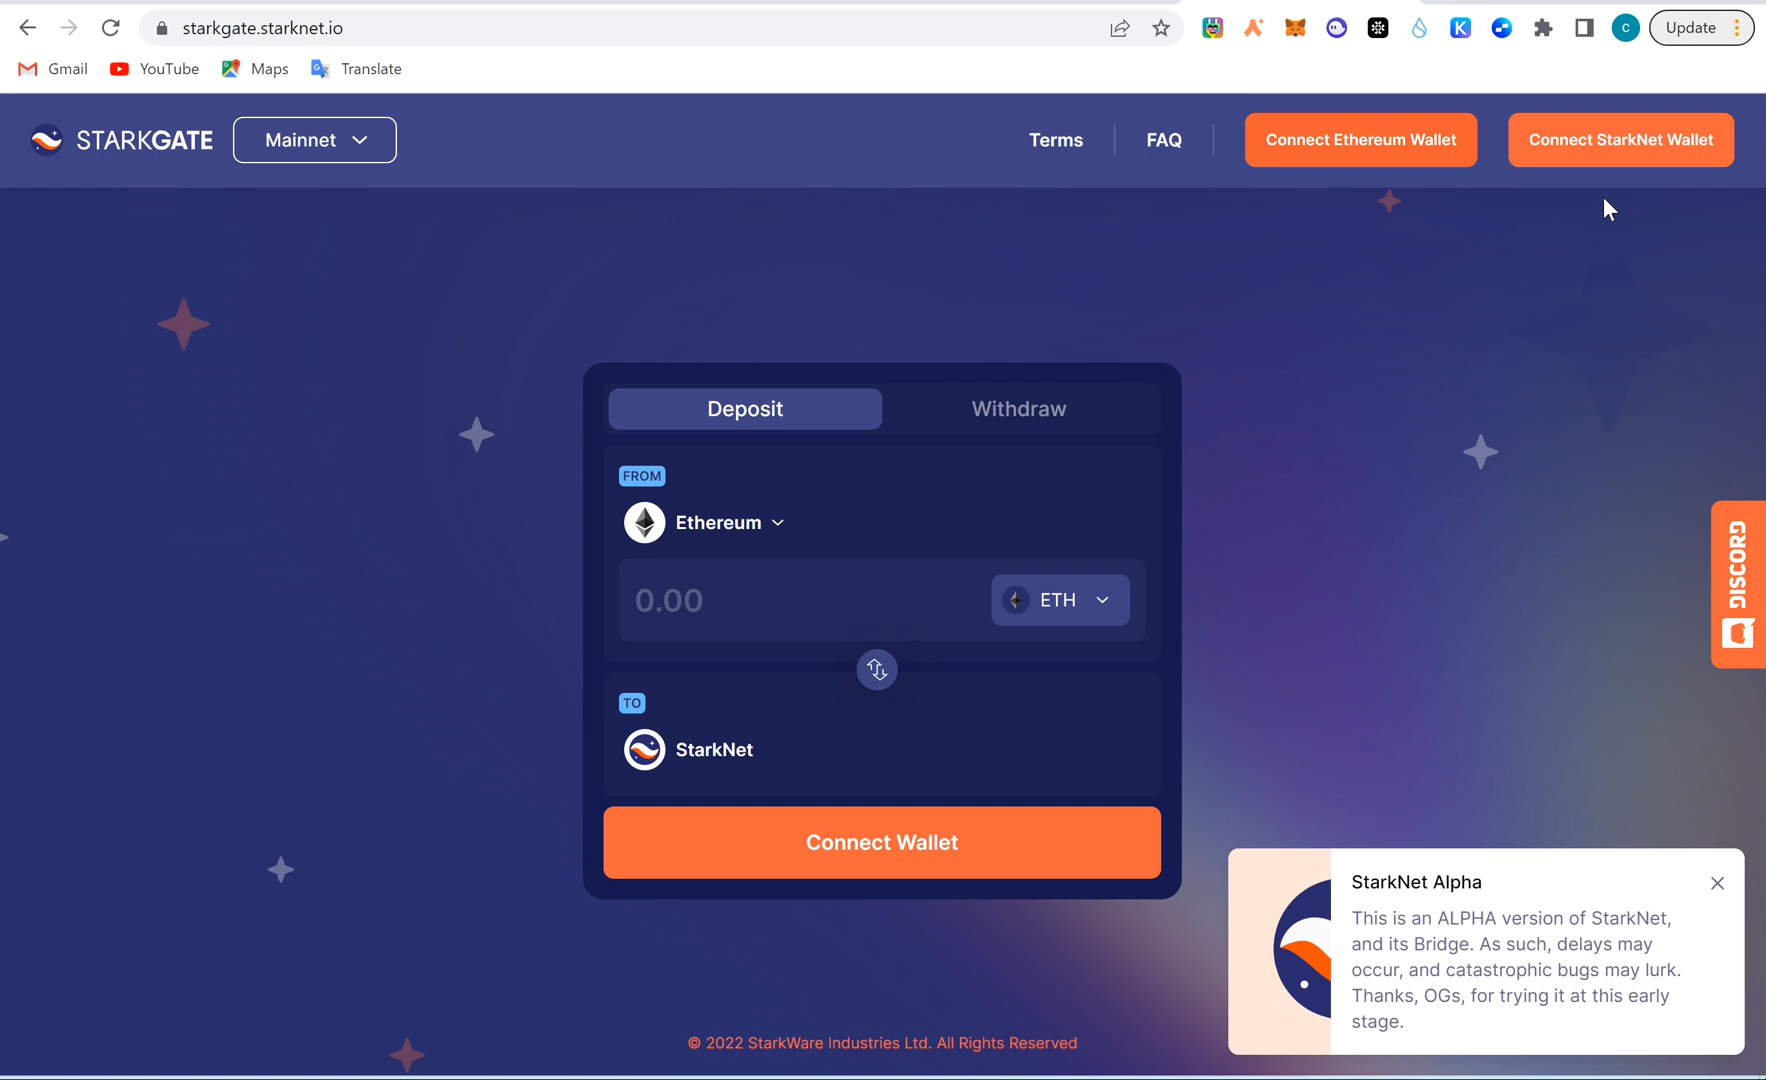 starkgate.starknet.io
C
Update
Gmail
YouTube
Maps
Translate
STARKGATE
Mainnet
Terms
FAQ
Connect Ethereum Wallet
Connect StarkNet Wallet
Deposit
Withdraw
FROM
Ethereum
0.00
ETH
TO
StarkNet
Connect Wallet
DISCORD
StarkNet Alpha
This is an ALPHA version of StarkNet,
and its Bridge. As such, delays may
occur, and catastrophic bugs may lurk.
Thanks, OGs, for trying it at this early
stage.
© 2022 StarkWare Industries Ltd. All Rights Reserved